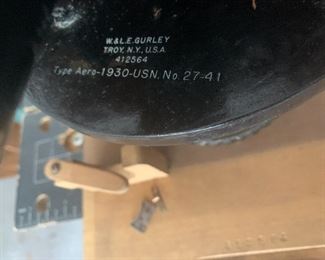 W.& L.E. GURLEY
TROY, N.Y., U.S.A.
412564
Type Aero-1930-USN. No. 27-41